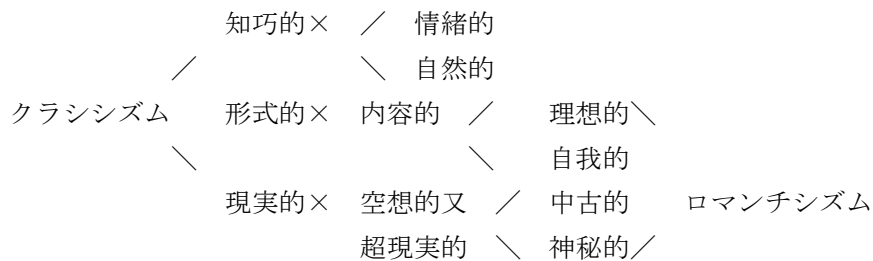 知巧的× ／ 情緒的
／ ＼ 自然的
クラシシズム 形式的× 内容的 ／ 理想的＼
＼ ＼ 自我的
現実的× 空想的又 ／ 中古的 ロマンチシズム
超現実的 ＼ 神秘的／